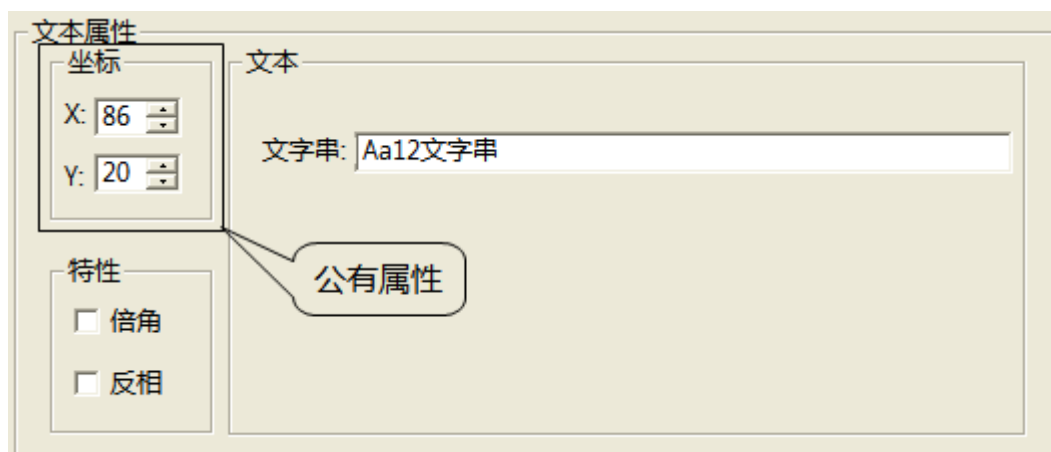 文本属性
坐标
X: 86
Y: 20
文本
文字串: Aa12文字串
公有属性
特性
倍角
反相